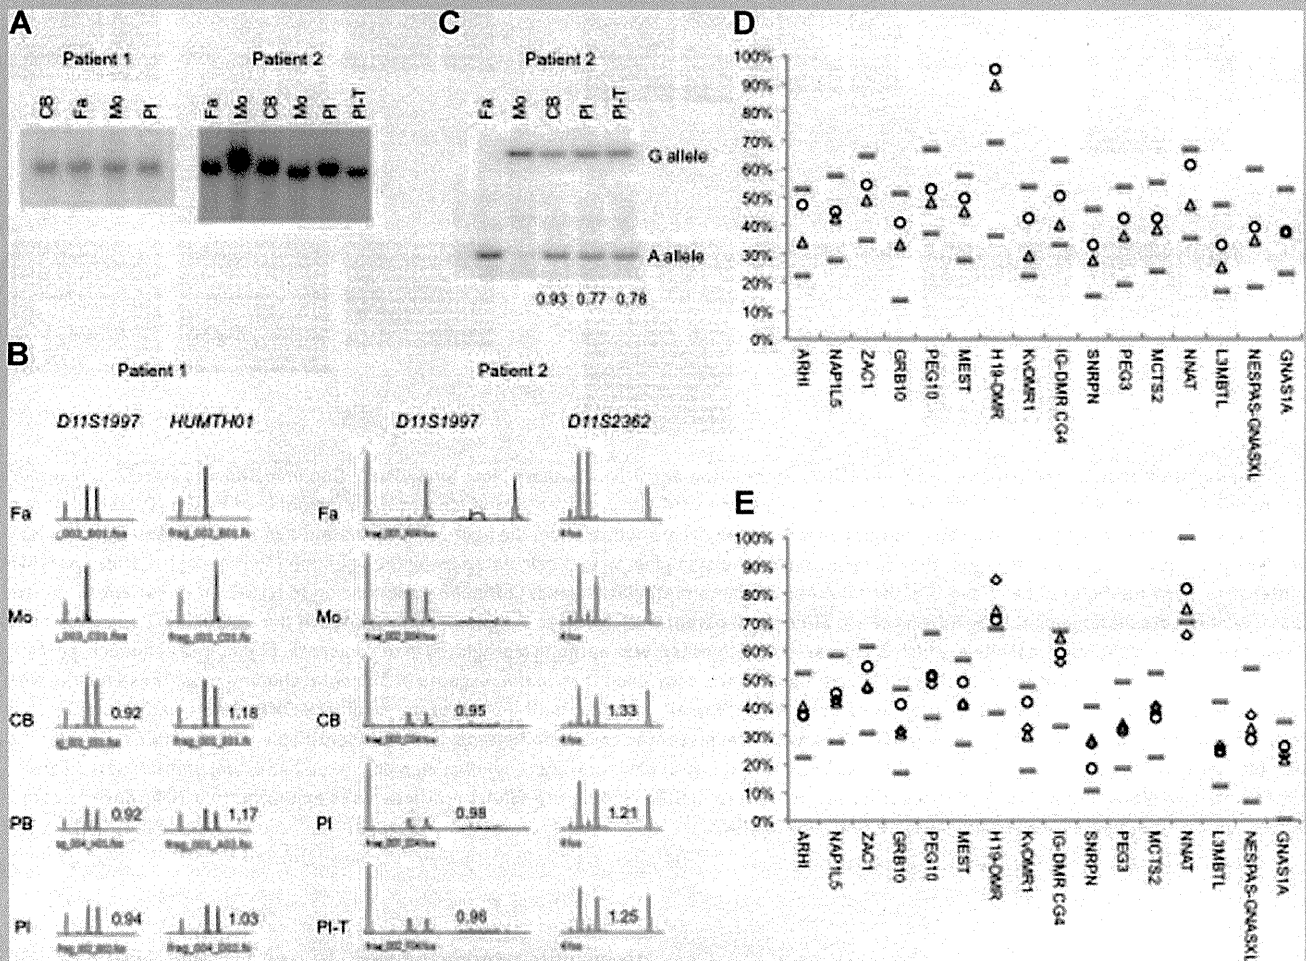 A
Patient 1
Patient 2
CB Fa Mo Pl
Fa Mo CB Mo Pl Pl-T
C
Patient 2
Fa Mo CB Pl Pl-T
G allele
A allele
0.93 0.77 0.78
B
Patient 1
Patient 2
D11S1997 HUMTH01
D11S1997 D11S2362
Fa
Fa
Mo
Mo
CB 0.92 1.18
CB 0.95 1.33
PB 0.92 1.17
Pl 0.98 1.21
Pl 0.94 1.03
Pl-T 0.96 1.25
D
100%
90%
80%
70%
60%
50%
40%
30%
20%
10%
0%
ARHI NAP1L5 ZAC1 GRB10 PEG10 MEST H19-DMR KvDMR1 IG-DMR CG4 SNRPN PEG3 MCTS2 NNAT L3MBTL NESPAS-GNASXL GNAS1A
E
100%
90%
80%
70%
60%
50%
40%
30%
20%
10%
0%
ARHI NAP1L5 ZAC1 GRB10 PEG10 MEST H19-DMR KvDMR1 IG-DMR CG4 SNRPN PEG3 MCTS2 NNAT L3MBTL NESPAS-GNASXL GNAS1A